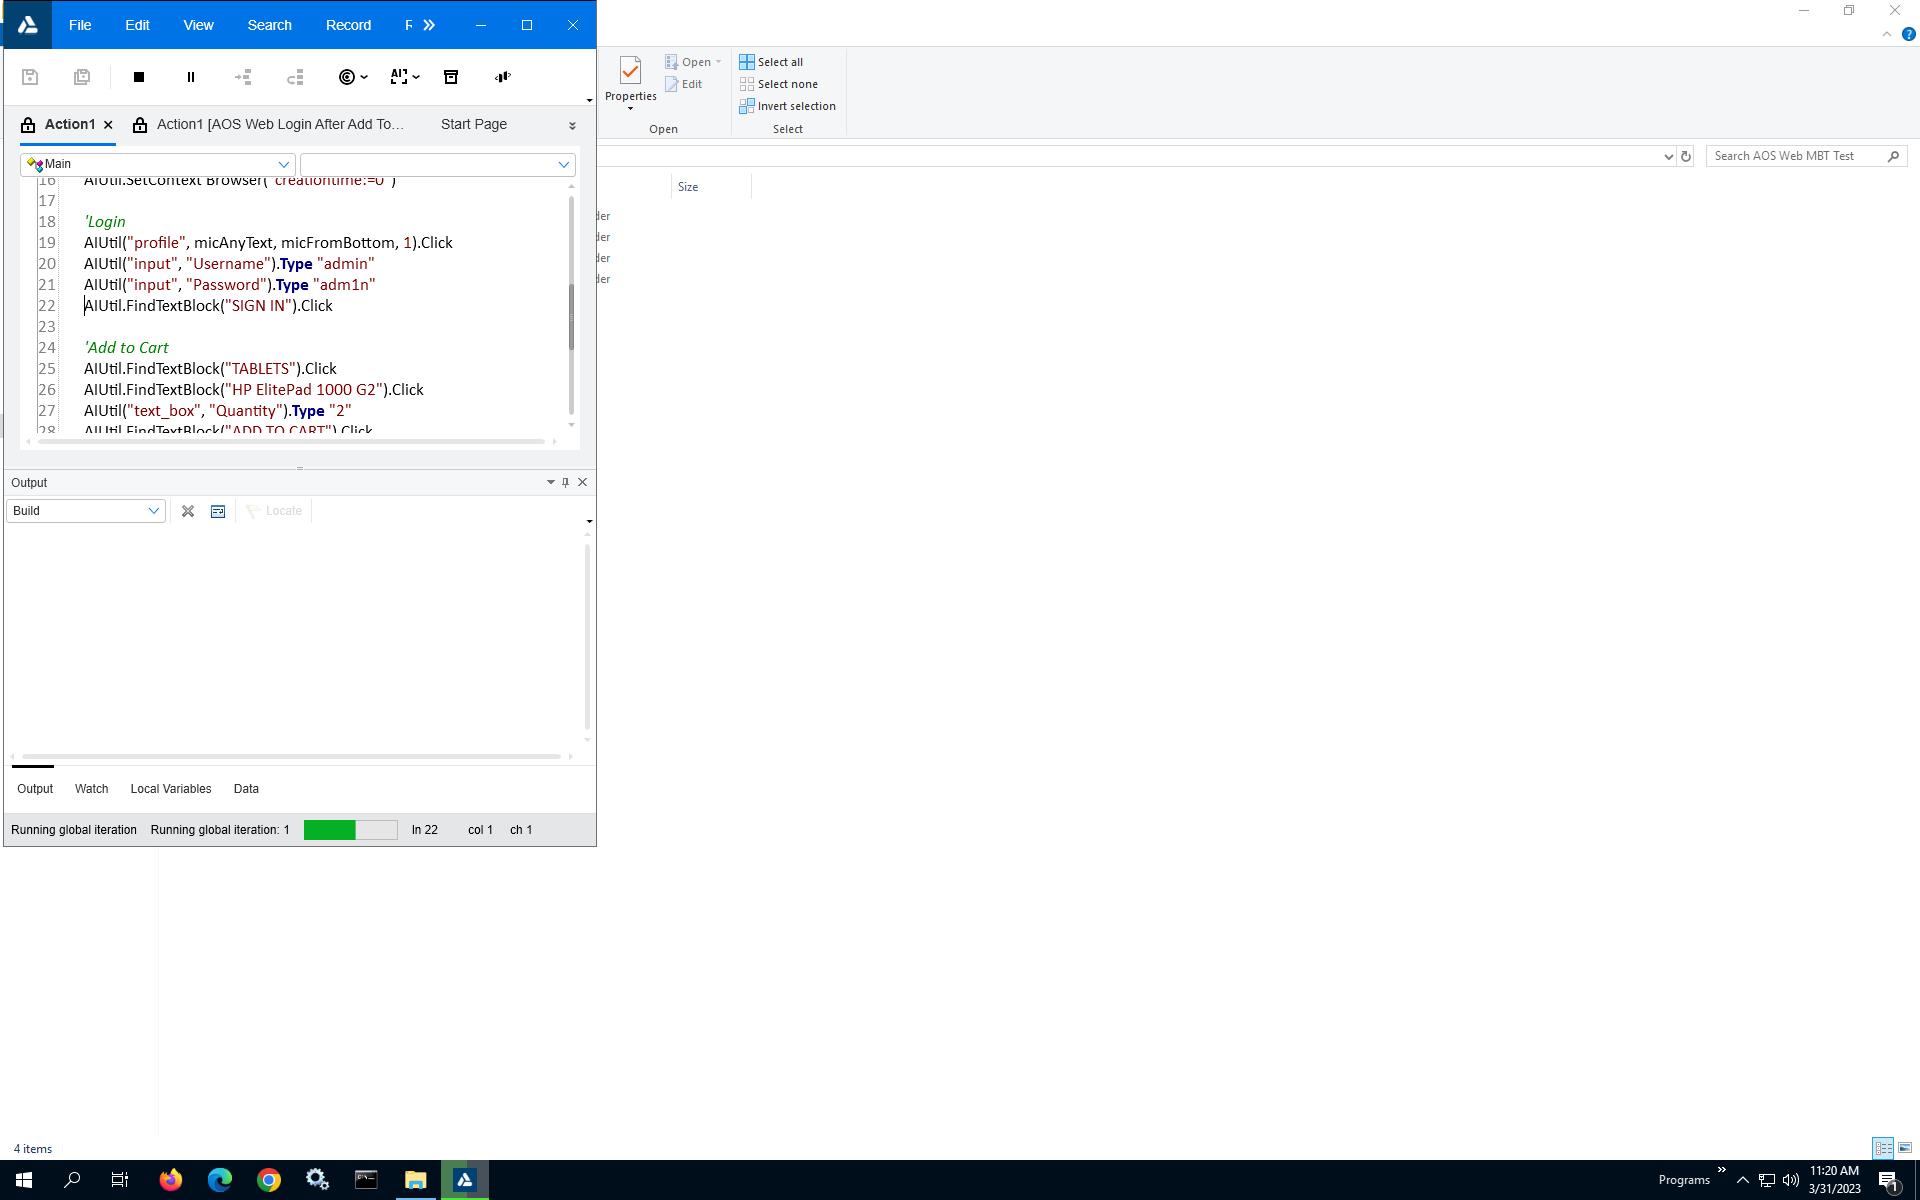 File Edit View Search Record
Action1 Action1 [AOS Web Login After Add To... Start Page
Main
16 AIUtil.SetContext Browser("creationtime:=0")
17
18 'Login
19 AIUtil("profile", micAnyText, micFromBottom, 1).Click
20 AIUtil("input", "Username").Type "admin"
21 AIUtil("input", "Password").Type "adm1n"
22 AIUtil.FindTextBlock("SIGN IN").Click
23
24 'Add to Cart
25 AIUtil.FindTextBlock("TABLETS").Click
26 AIUtil.FindTextBlock("HP ElitePad 1000 G2").Click
27 AIUtil("text_box", "Quantity").Type "2"
28 AIUtil.FindTextBlock("ADD TO CART").Click
Output
Build Locate
Output Watch Local Variables Data
Running global iteration Running global iteration: 1 ln 22 col 1 ch 1
Properties
Open
Edit
Open
Select all
Select none
Invert selection
Select
Search AOS Web MBT Test
Size
der
der
der
der
4 items
Programs
11:20 AM
3/31/2023
1